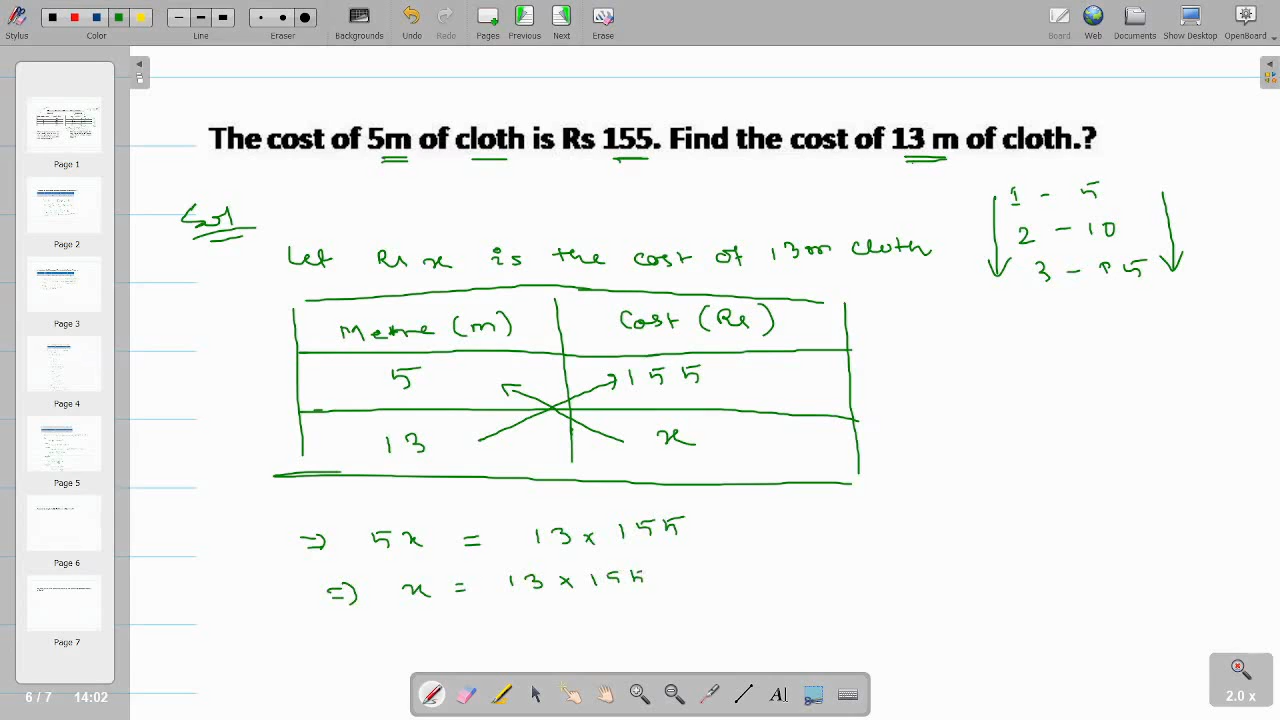 Stylus Color Line Eraser Backgrounds Undo Redo Pages Previous Next Erase Board Web Documents Show Desktop OpenBoard
The cost of 5m of cloth is Rs 155. Find the cost of 13 m of cloth.?
Sol
Let Rs x is the cost of 13m cloth
1 - 5
2 - 10
3 - 15
Metre (m) Cost (Rs)
5 155
13 x
⇒ 5x = 13 × 155
⇒ x = 13 × 155
Page 1
Page 2
Page 3
Page 4
Page 5
Page 6
Page 7
6 / 7 14:02
2.0 x